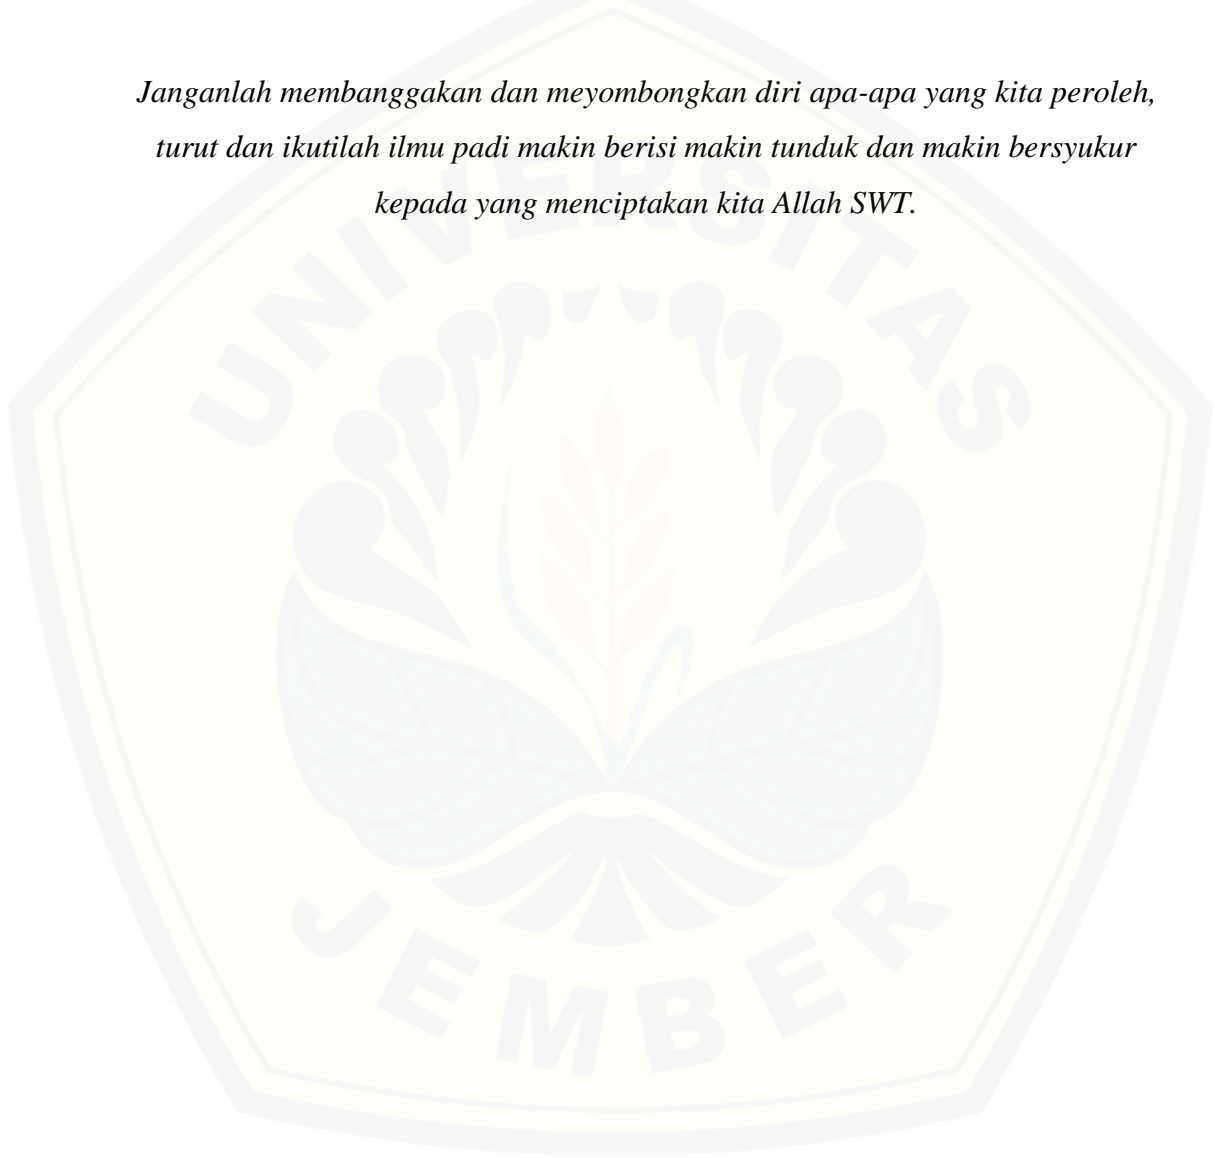 Janganlah membanggakan dan meyombongkan diri apa-apa yang kita peroleh,
turut dan ikutilah ilmu padi makin berisi makin tunduk dan makin bersyukur
kepada yang menciptakan kita Allah SWT.
UNIVERSITAS
JEMBER